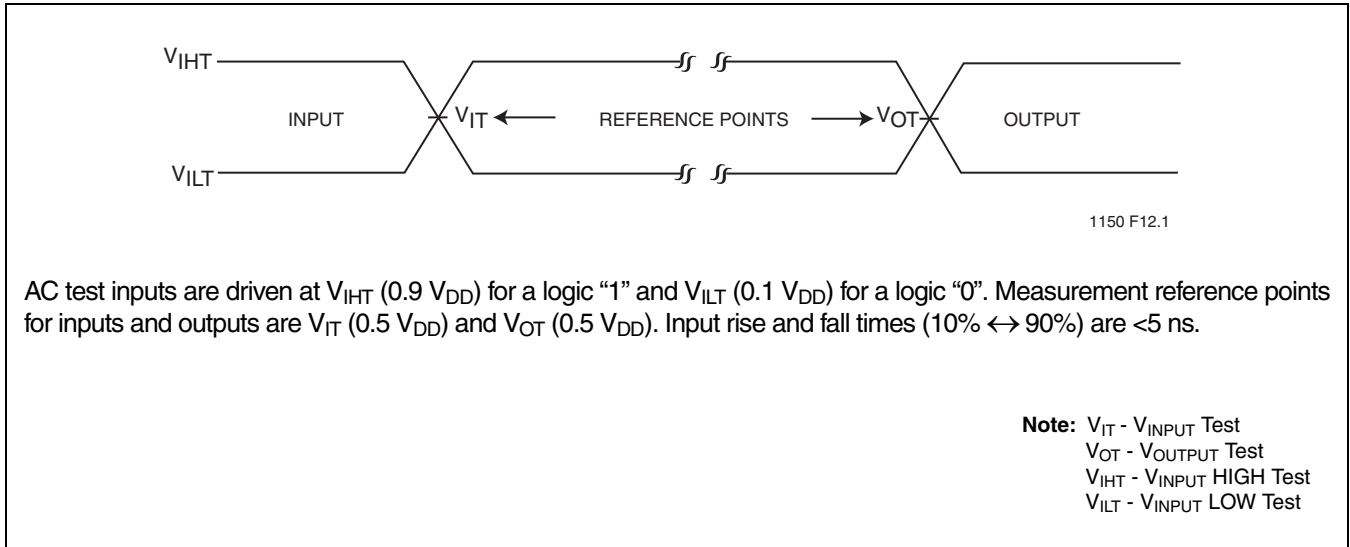 VIHT
INPUT VIT REFERENCE POINTS VOT OUTPUT
VILT
1150 F12.1
AC test inputs are driven at VIHT (0.9 VDD) for a logic “1” and VILT (0.1 VDD) for a logic “0”. Measurement reference points
for inputs and outputs are VIT (0.5 VDD) and VOT (0.5 VDD). Input rise and fall times (10% ↔ 90%) are <5 ns.
Note: VIT - VINPUT Test
VOT - VOUTPUT Test
VIHT - VINPUT HIGH Test
VILT - VINPUT LOW Test